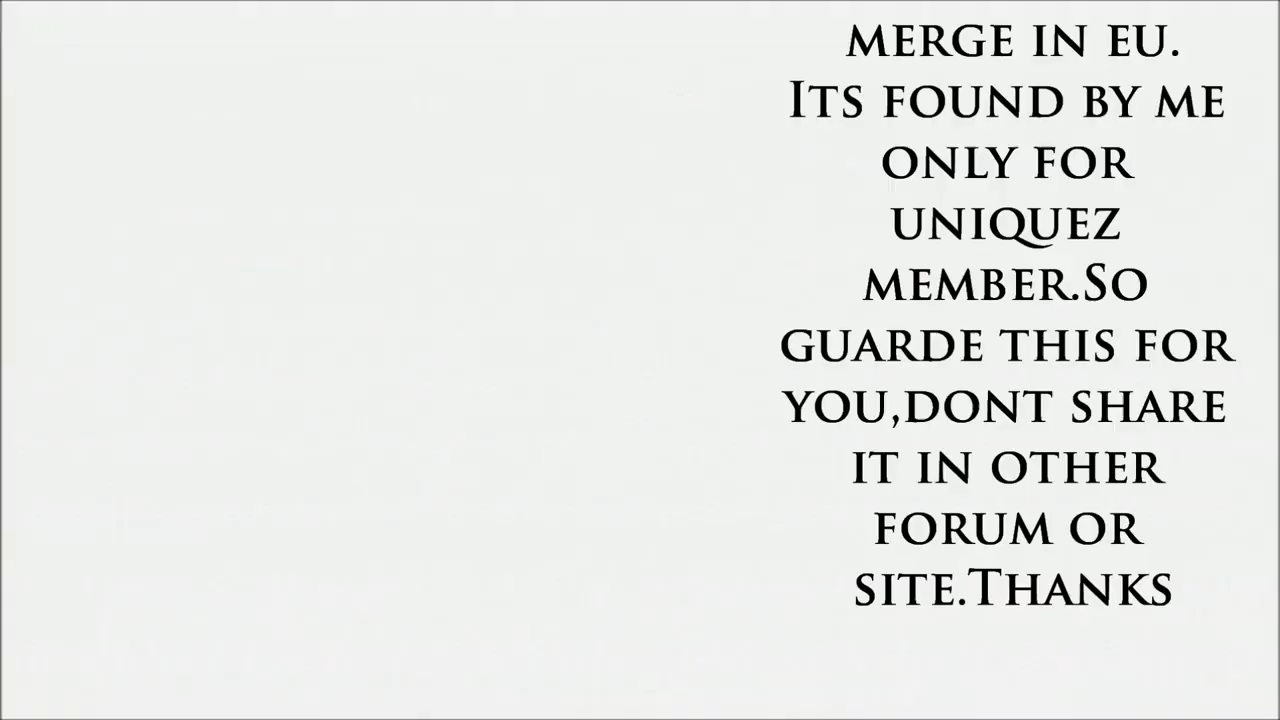 MERGE IN EU.
ITS FOUND BY ME
ONLY FOR
UNIQUEZ
MEMBER.SO
GUARDE THIS FOR
YOU,DONT SHARE
IT IN OTHER
FORUM OR
SITE.THANKS